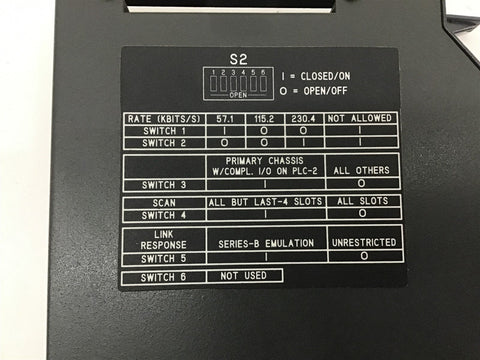 S2
1 2 3 4 5 6
OPEN
I = CLOSED/ON
O = OPEN/OFF
RATE (KBITS/S) 57.1 115.2 230.4 NOT ALLOWED
SWITCH 1 I O O I
SWITCH 2 O O I I
PRIMARY CHASSIS
W/COMPL. I/O ON PLC-2 ALL OTHERS
SWITCH 3 I O
SCAN ALL BUT LAST-4 SLOTS ALL SLOTS
SWITCH 4 I O
LINK
RESPONSE SERIES-B EMULATION UNRESTRICTED
SWITCH 5 I O
SWITCH 6 NOT USED